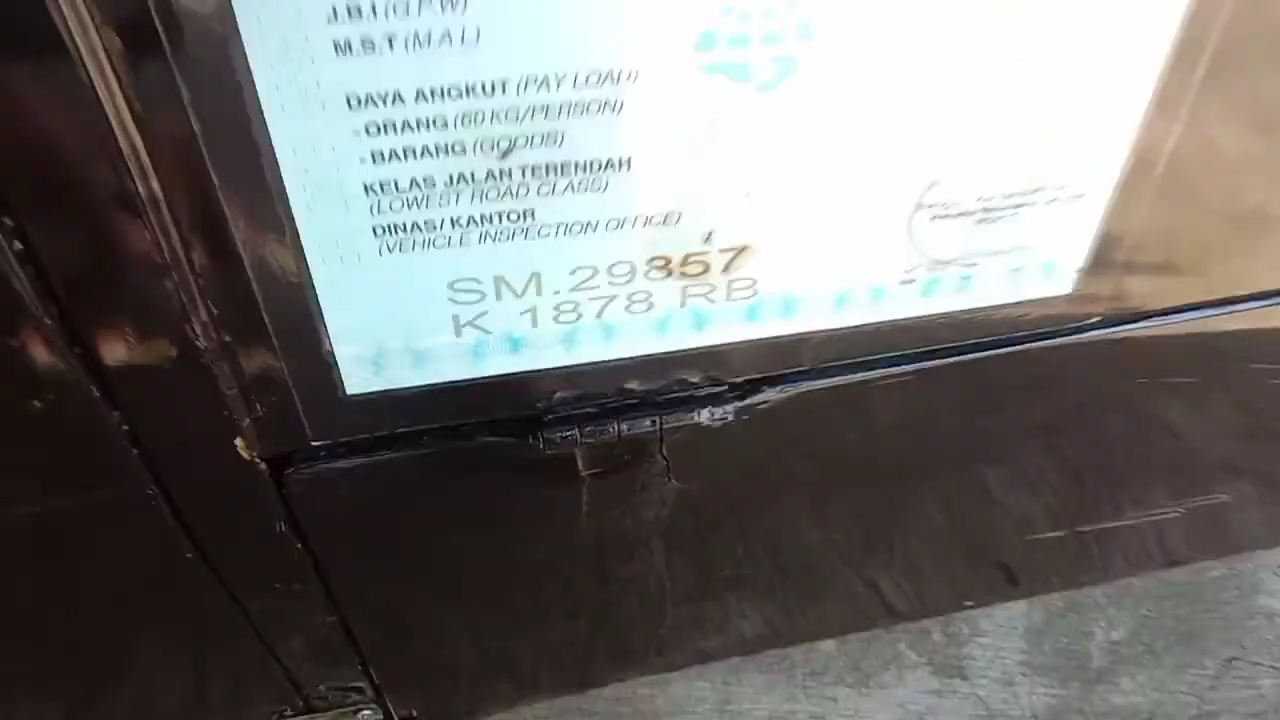 J.B.I (G.P.W)
M.S.T (M.A.L)
DAYA ANGKUT (PAY LOAD)
- ORANG (60 KG/PERSON)
- BARANG (GOODS)
KELAS JALAN TERENDAH
(LOWEST ROAD CLASS)
DINAS/KANTOR
(VEHICLE INSPECTION OFFICE)
SM.29857
K 1878 RB